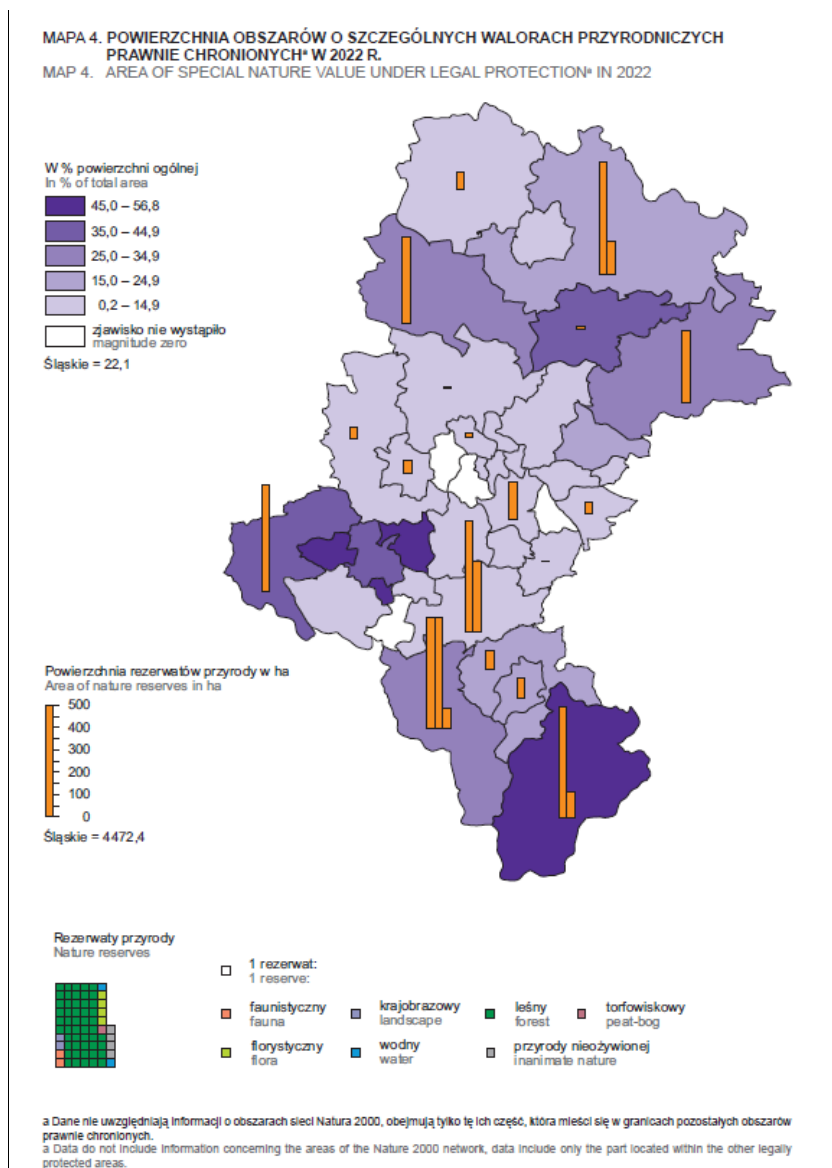 MAPA 4. POWIERZCHNIA OBSZARÓW O SZCZEGÓLNYCH WALORACH PRZYRODNICZYCH
PRAWNIE CHRONIONYCHᵃ W 2022 R.
MAP 4. AREA OF SPECIAL NATURE VALUE UNDER LEGAL PROTECTIONᵃ IN 2022
W % powierzchni ogólnej
In % of total area
45,0 – 56,8
35,0 – 44,9
25,0 – 34,9
15,0 – 24,9
0,2 – 14,9
zjawisko nie wystąpiło
magnitude zero
Śląskie = 22,1
Powierzchnia rezerwatów przyrody w ha
Area of nature reserves in ha
500
400
300
200
100
0
Śląskie = 4472,4
Rezerwaty przyrody
Nature reserves
1 rezerwat:
1 reserve:
faunistyczny
fauna
krajobrazowy
landscape
leśny
forest
torfowiskowy
peat-bog
florystyczny
flora
wodny
water
przyrody nieożywionej
inanimate nature
a Dane nie uwzględniają informacji o obszarach sieci Natura 2000, obejmują tylko tę ich część, która mieści się w granicach pozostałych obszarów
prawnie chronionych.
a Data do not include information concerning the areas of the Nature 2000 network, data include only the part located within the other legally
protected areas.